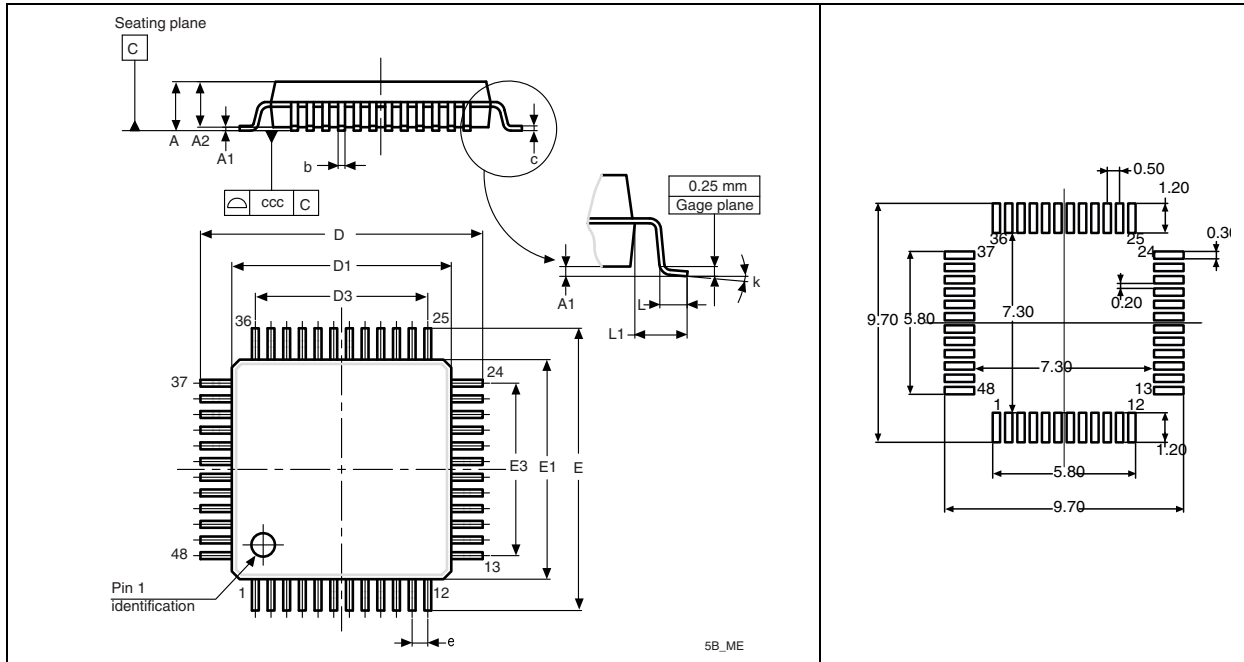 Seating plane
C
A
A2
A1
b
c
ccc
C
0.25 mm
Gage plane
D
D1
D3
A1
L
L1
k
36
25
37
24
48
13
1
12
E3
E1
E
Pin 1
identification
e
5B_ME
0.50
1.20
0.30
36
25
37
24
0.20
9.70
5.80
7.30
7.30
48
13
1
12
1.20
5.80
9.70